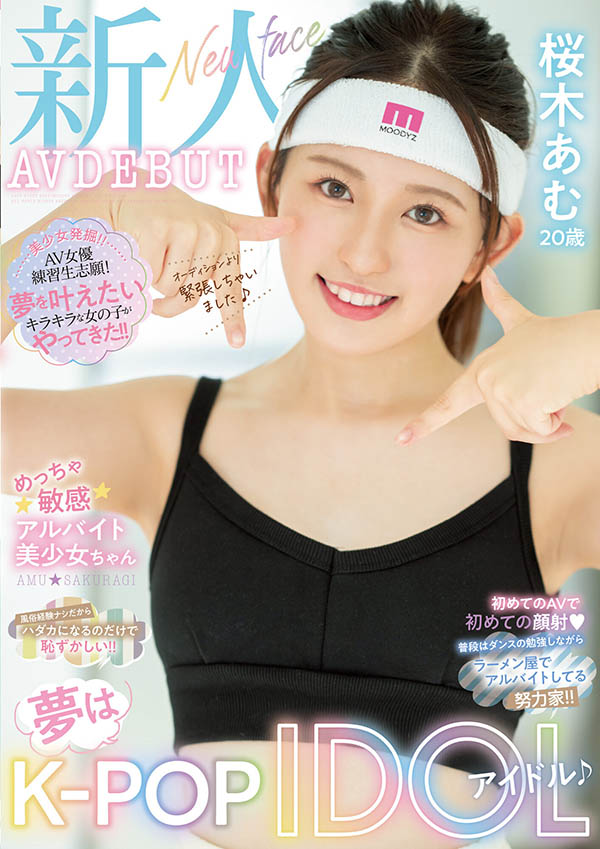 新人
New face
AVDEBUT
桜木あむ
20歳
MOODYZ
美少女発掘!!
AV女優
練習生志願!
夢を叶えたい
キラキラな女の子が
やってきた!!
オーディションより
緊張しちゃい
ました♪
めっちゃ
敏感
アルバイト
美少女ちゃん
AMU★SAKURAGI
風俗経験ナシだから
ハダカになるのだけで
恥ずかしい!!
初めてのAVで
初めての顔射♥
普段はダンスの勉強しながら
ラーメン屋で
アルバイトしてる
努力家!!
夢は
K-POP IDOL
アイドル♪